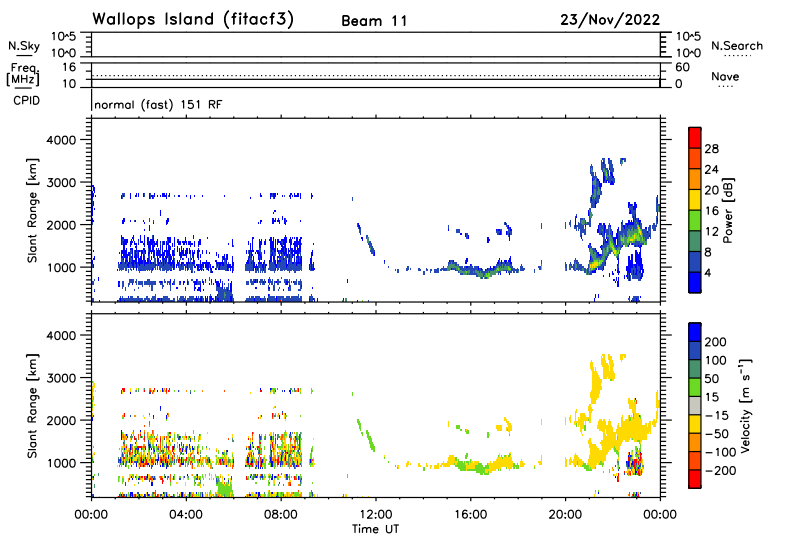 Wallops Island (fitacf3) Beam 11 23/Nov/2022
N.Sky 10^5 10^0 10^5 10^0 N.Search
Freq. [MHz] 16 10 60 0 Nave
CPID normal (fast) 151 RF
Slant Range [km] 4000 3000 2000 1000
28 24 20 16 12 8 4 Power [dB]
Slant Range [km] 4000 3000 2000 1000
200 100 50 15 -15 -50 -100 -200 Velocity [m s⁻¹]
00:00 04:00 08:00 12:00 16:00 20:00 00:00
Time UT